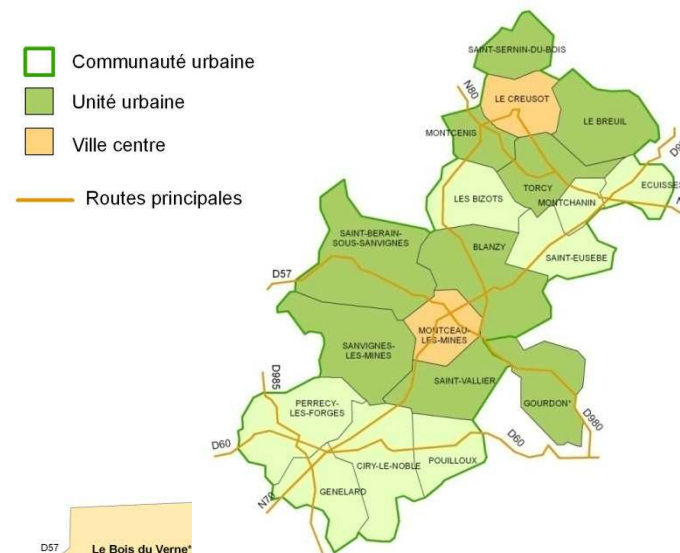 Communauté urbaine
Unité urbaine
Ville centre
Routes principales
SAINT-SERNIN-DU-BOIS
N80
LE CREUSOT
LE BREUIL
MONTCENIS
TORCY
ECUISSES
LES BIZOTS
MONTCHANIN
SAINT-BERAIN-
SOUS-SANVIGNES
BLANZY
SAINT-EUSEBE
D57
MONTCEAU-
LES-MINES
SANVIGNES-
LES-MINES
SAINT-VALLIER
D985
GOURDON*
PERRECY-
LES-FORGES
D980
D60
D60
CIRY-LE-NOBLE
POUILLOUX
GENELARD
N70
D57
Le Bois du Verne*